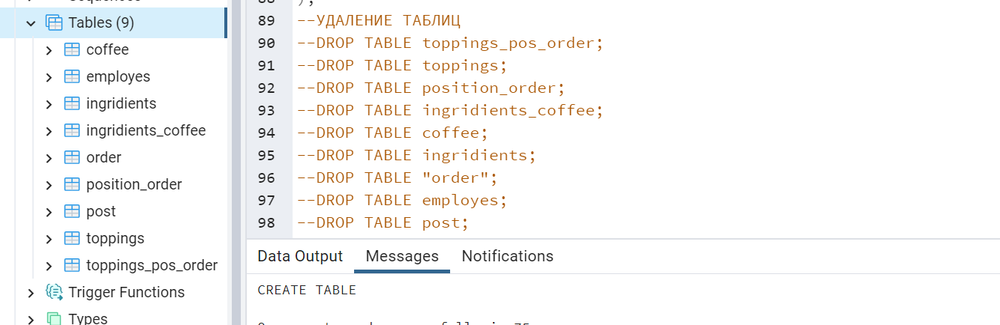 Tables (9)
coffee
employes
ingridients
ingridients_coffee
order
position_order
post
toppings
toppings_pos_order
Trigger Functions
Types
89 --УДАЛЕНИЕ ТАБЛИЦ
90 --DROP TABLE toppings_pos_order;
91 --DROP TABLE toppings;
92 --DROP TABLE position_order;
93 --DROP TABLE ingridients_coffee;
94 --DROP TABLE coffee;
95 --DROP TABLE ingridients;
96 --DROP TABLE "order";
97 --DROP TABLE employes;
98 --DROP TABLE post;
Data Output Messages Notifications
CREATE TABLE